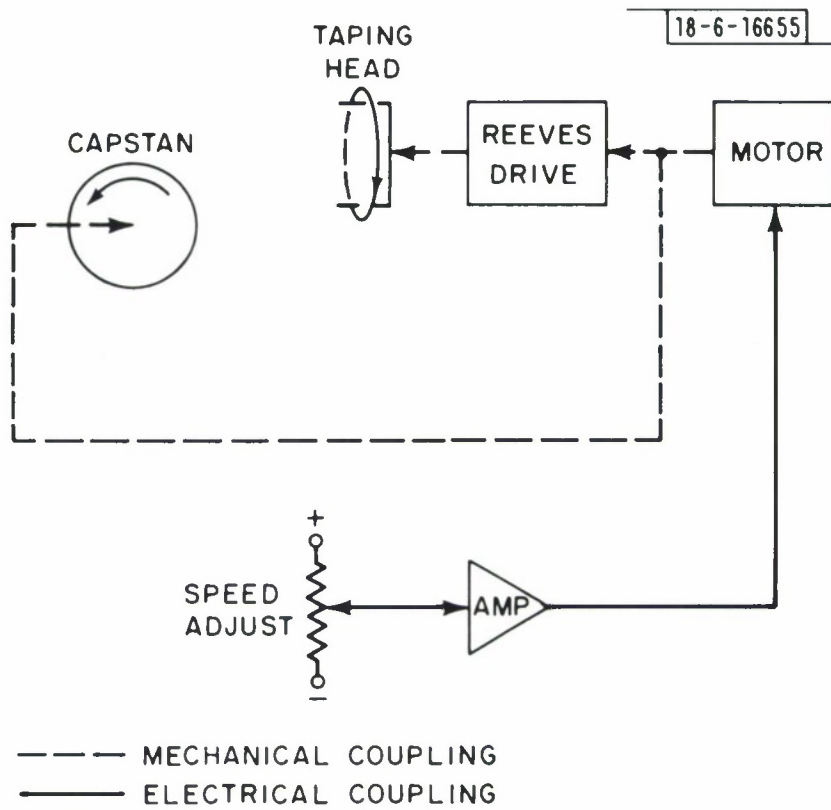 18-6-16655
TAPING
HEAD
CAPSTAN
REEVES
DRIVE
MOTOR
+
SPEED
ADJUST
AMP
–
MECHANICAL COUPLING
ELECTRICAL COUPLING